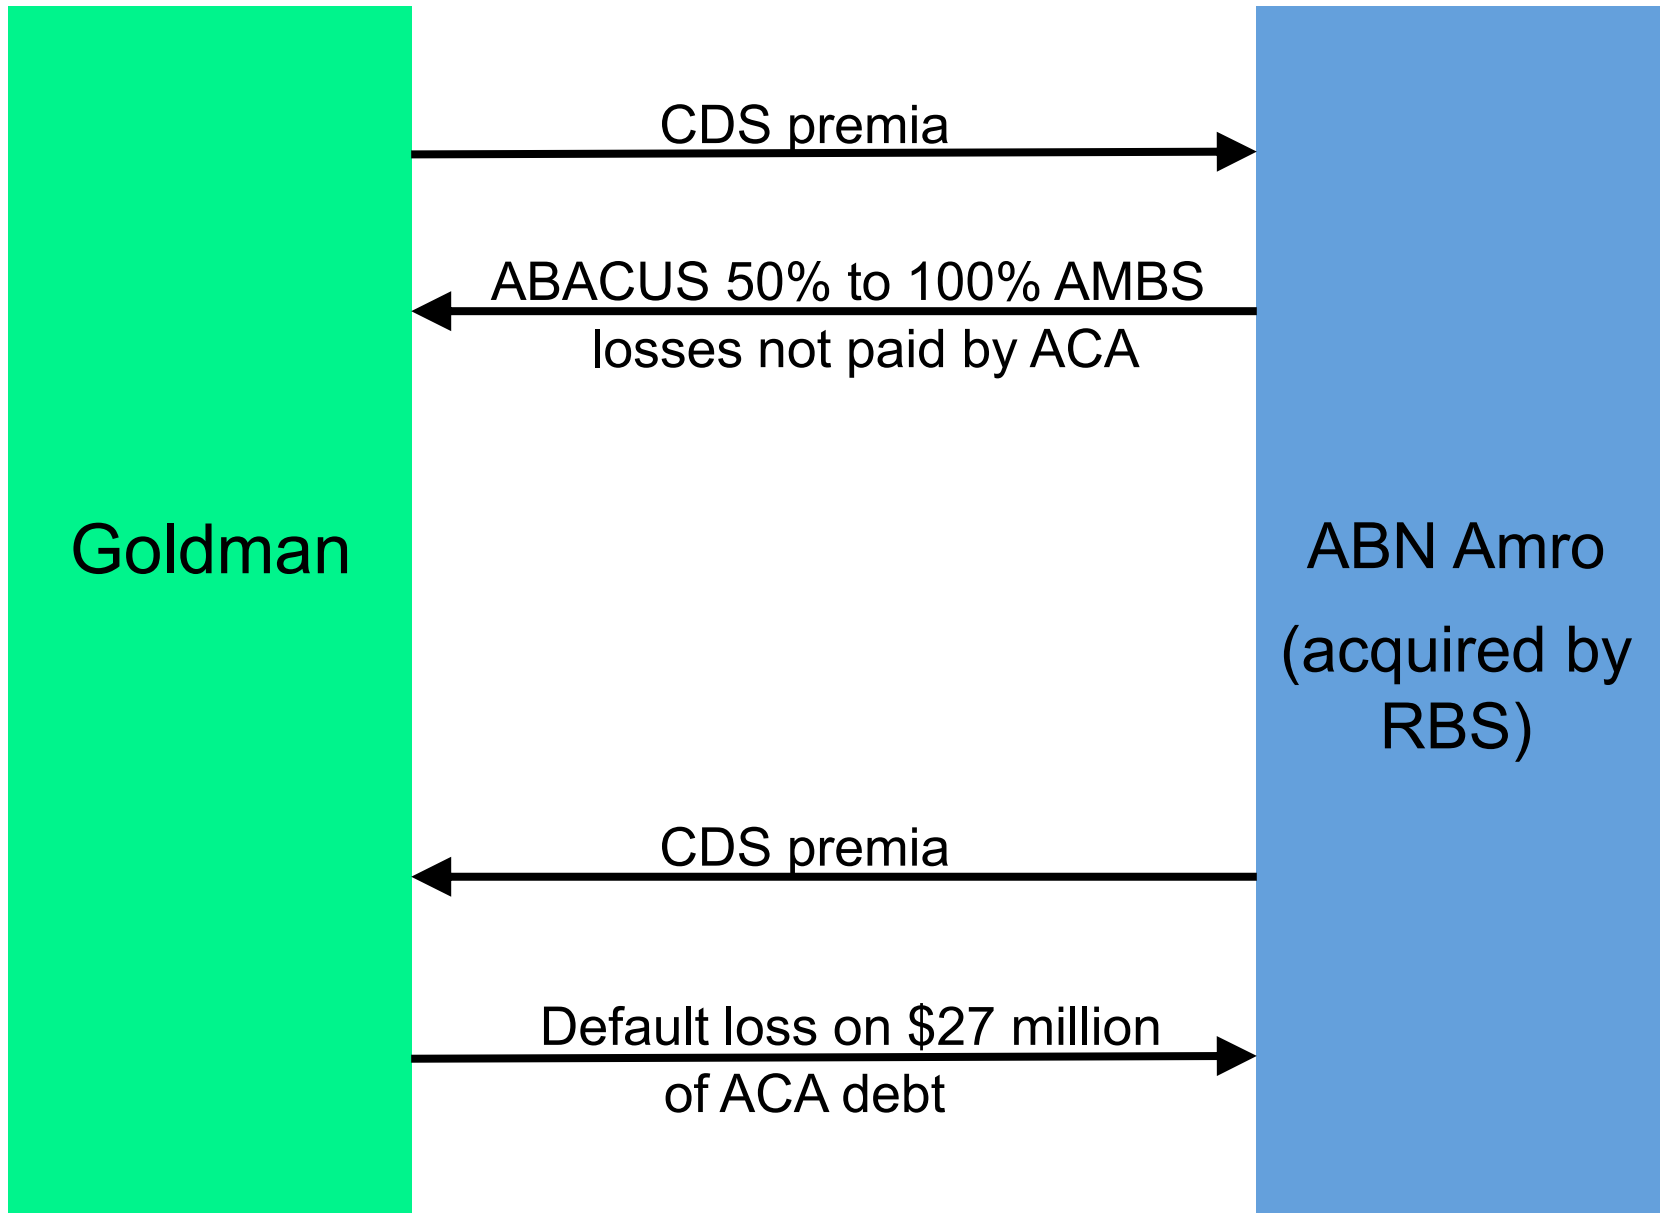 CDS premia
ABACUS 50% to 100% AMBS
losses not paid by ACA
Goldman
ABN Amro
(acquired by
RBS)
CDS premia
Default loss on $27 million
of ACA debt